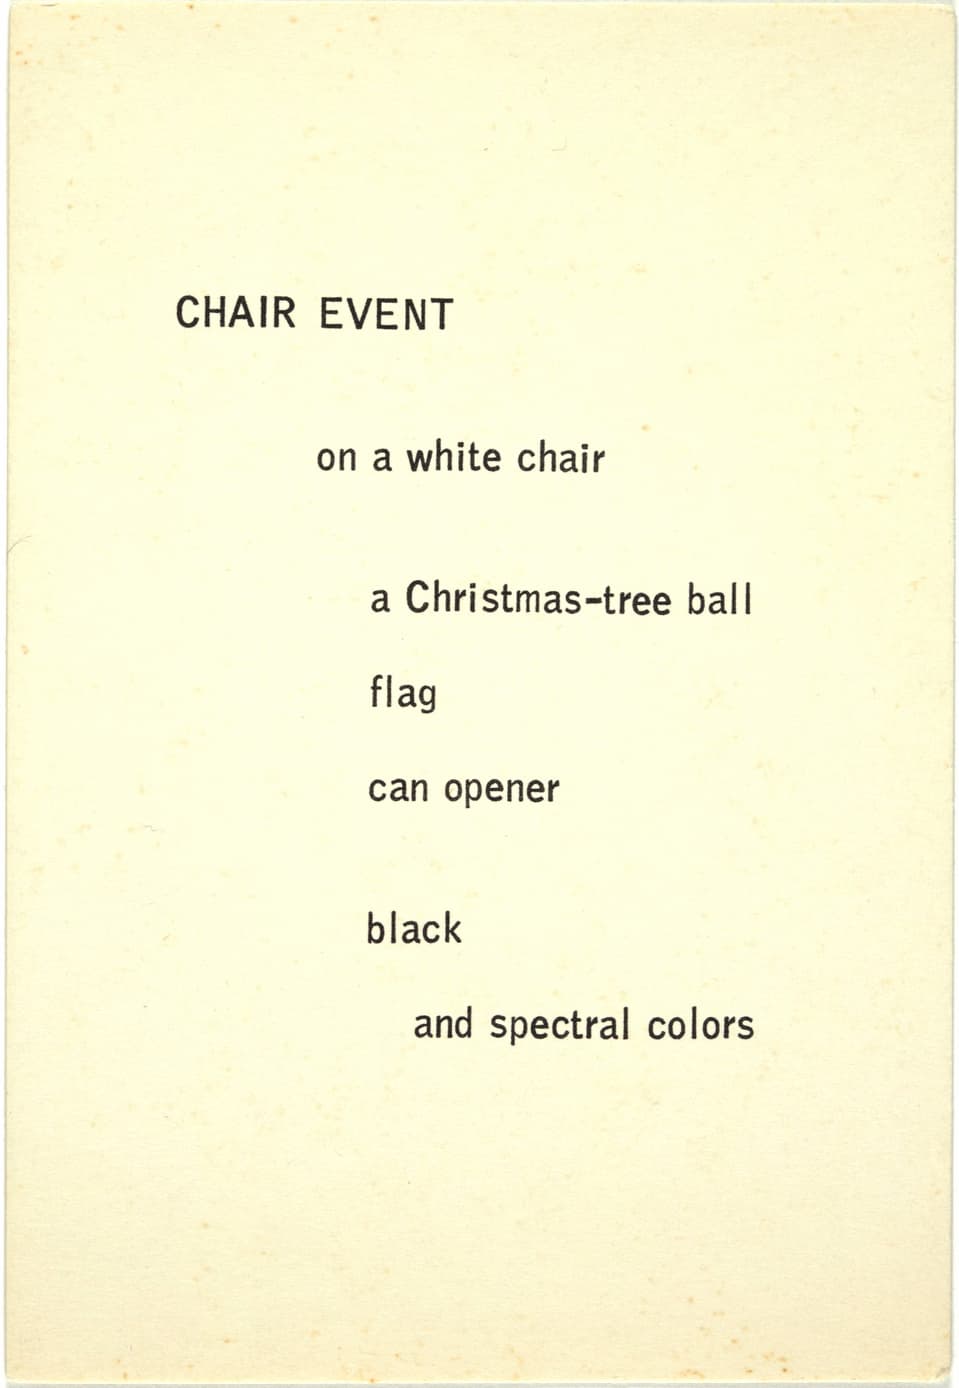 CHAIR EVENT
on a white chair
a Christmas-tree ball
flag
can opener
black
and spectral colors